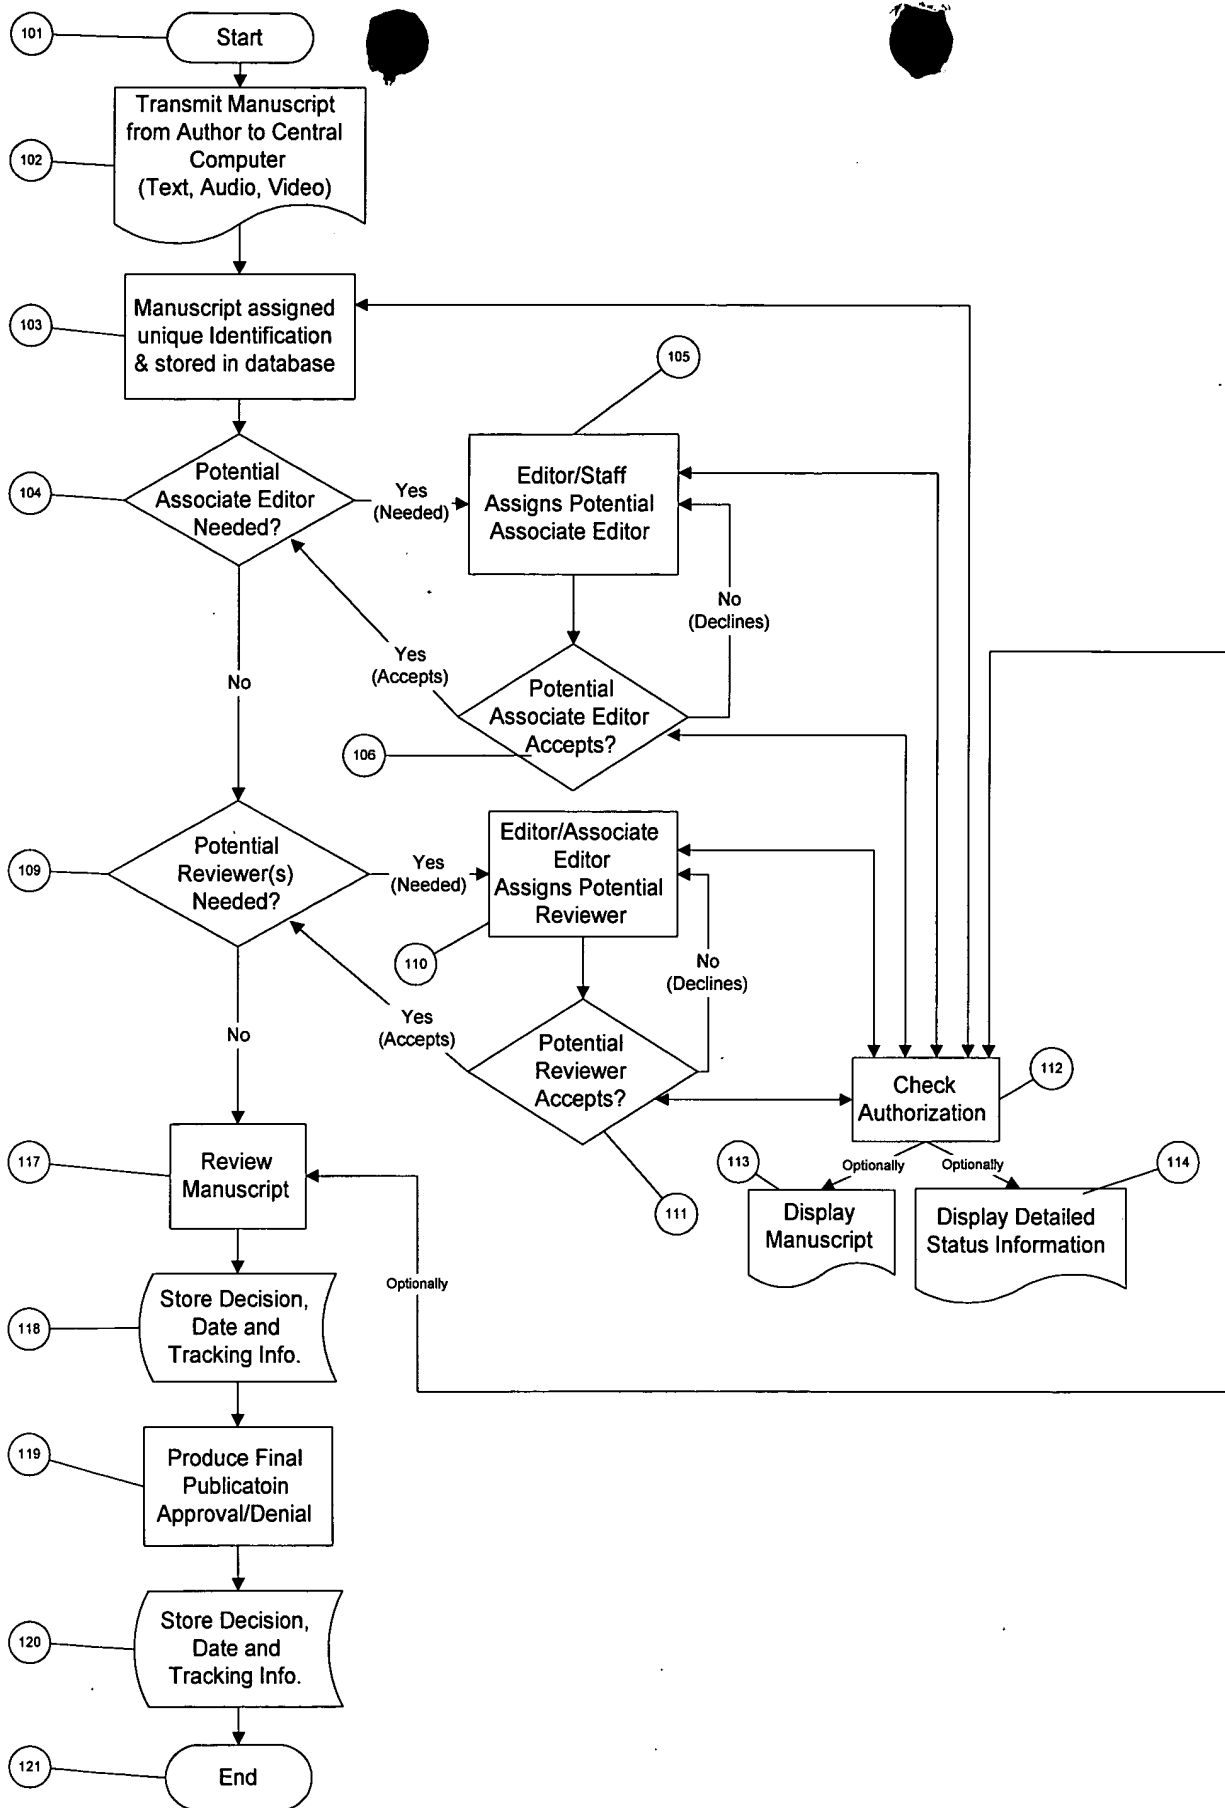 101
Start
102
Transmit Manuscript
from Author to Central
Computer
(Text, Audio, Video)
103
Manuscript assigned
unique Identification
& stored in database
104
Potential
Associate Editor
Needed?
Yes
(Needed)
105
Editor/Staff
Assigns Potential
Associate Editor
No
(Declines)
Yes
(Accepts)
106
Potential
Associate Editor
Accepts?
No
109
Potential
Reviewer(s)
Needed?
Yes
(Needed)
Editor/Associate
Editor
Assigns Potential
Reviewer
110
No
(Declines)
Yes
(Accepts)
Potential
Reviewer
Accepts?
111
No
Check
Authorization
112
Optionally
Optionally
113
Display
Manuscript
114
Display Detailed
Status Information
117
Review
Manuscript
Optionally
118
Store Decision,
Date and
Tracking Info.
119
Produce Final
Publicatoin
Approval/Denial
120
Store Decision,
Date and
Tracking Info.
121
End